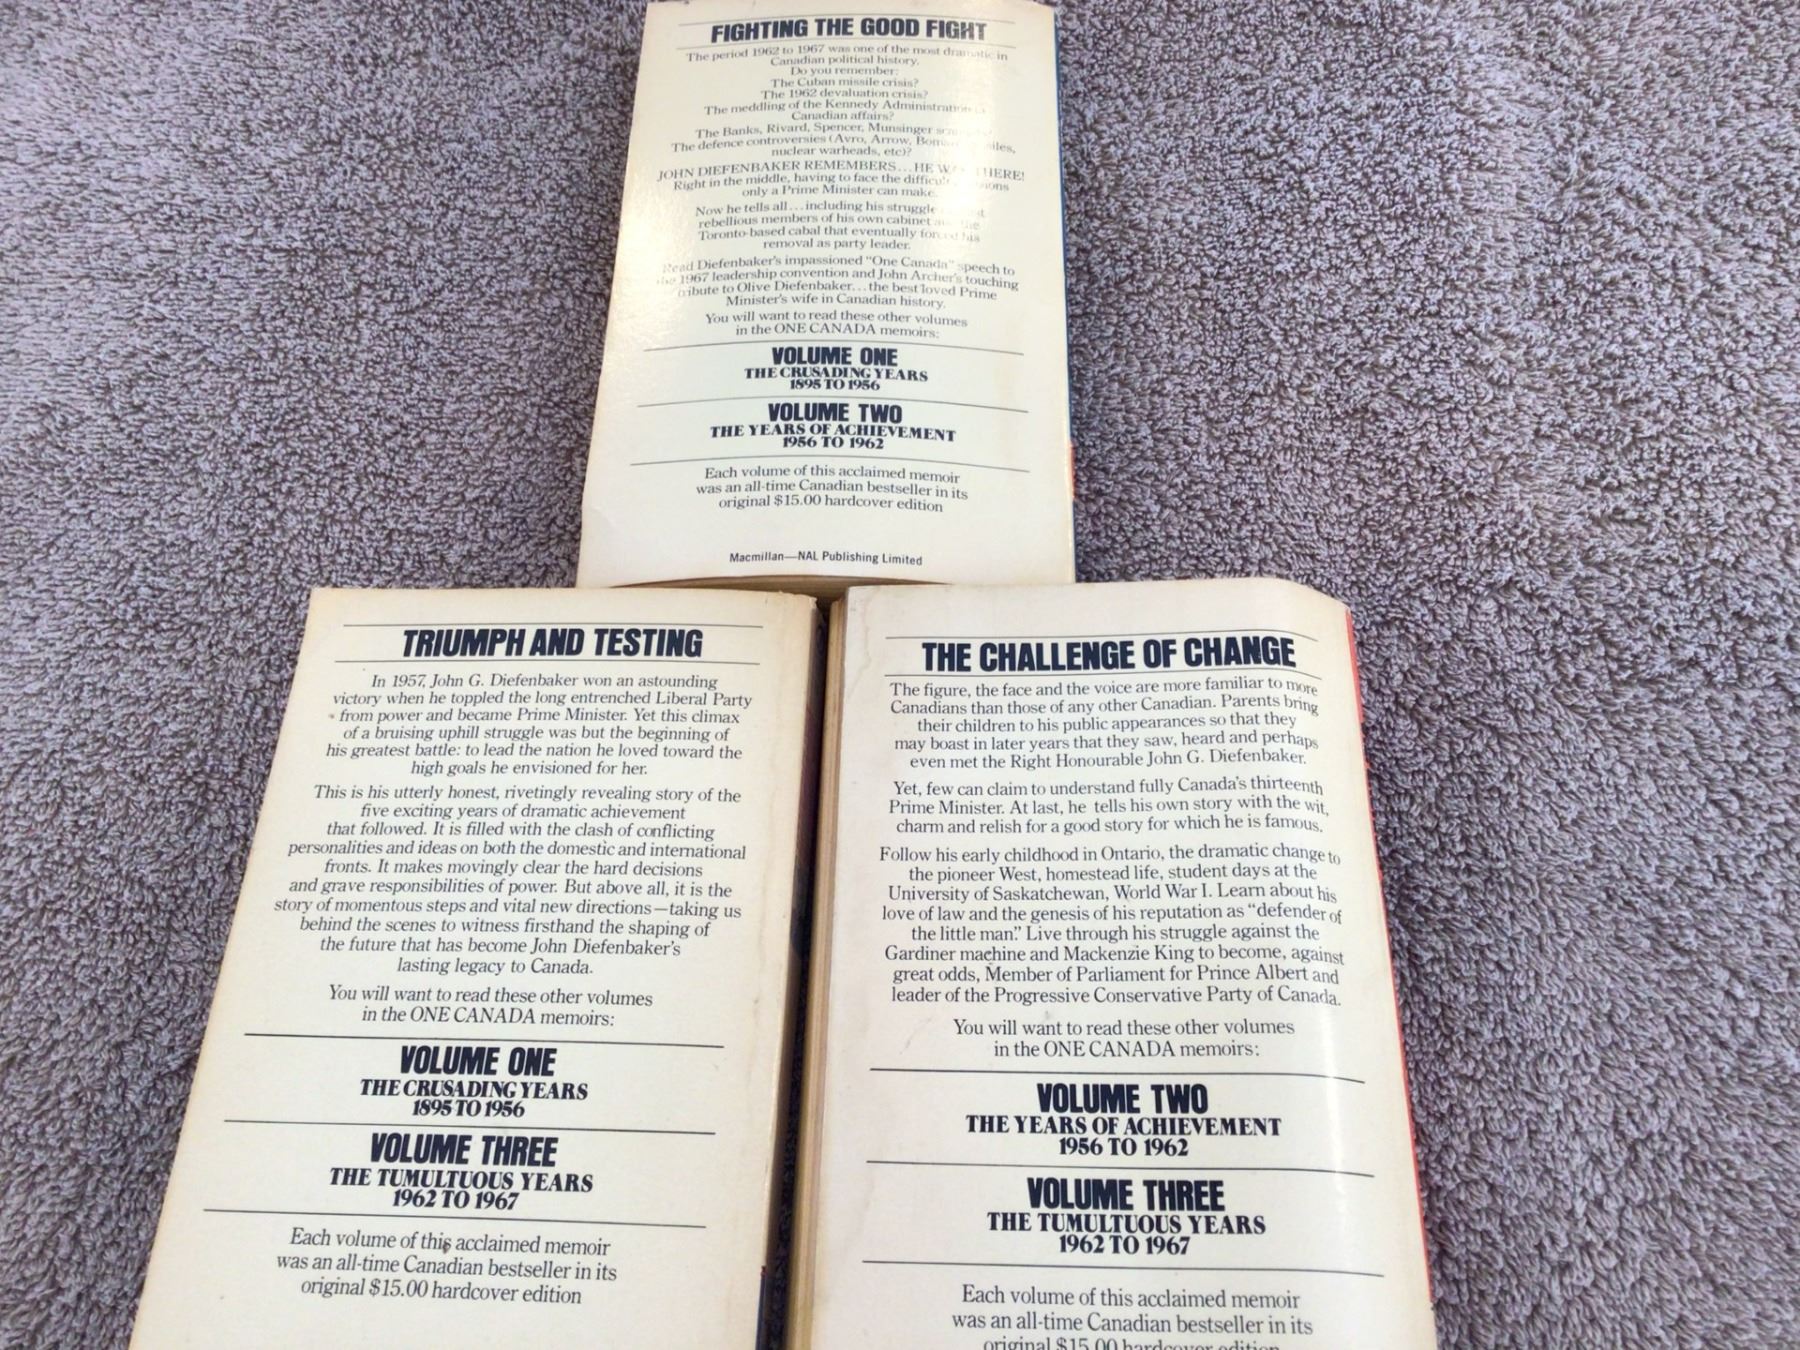 FIGHTING THE GOOD FIGHT
The period 1962 to 1967 was one of the most dramatic in
Canadian political history.
Do you remember:
The Cuban missile crisis?
The 1962 devaluation crisis?
The meddling of the Kennedy Administration in
Canadian affairs?
The Banks, Rivard, Spencer, Munsinger
The defence controversies (Avro, Arrow,
nuclear warheads, etc)?
JOHN DIEFENBAKER REMEMBERS...HE WAS THERE!
Right in the middle, having to face the
only a Prime Minister can make.
Now he tells all...including his struggle
rebellious members of his own cabinet and the
Toronto-based cabal that eventually forced his
removal as party leader.
Read Diefenbaker's impassioned "One Canada" speech to
the 1967 leadership convention and John Archer's touching
tribute to Olive Diefenbaker...the best loved Prime
Minister's wife in Canadian history.
You will want to read these other volumes
in the ONE CANADA memoirs:
VOLUME ONE
THE CRUSADING YEARS
1895 TO 1956
VOLUME TWO
THE YEARS OF ACHIEVEMENT
1956 TO 1962
Each volume of this acclaimed memoir
was an all-time Canadian bestseller in its
original $15.00 hardcover edition
Macmillan—NAL Publishing Limited
TRIUMPH AND TESTING
In 1957, John G. Diefenbaker won an astounding
victory when he toppled the long entrenched Liberal Party
from power and became Prime Minister. Yet this climax
of a bruising uphill struggle was but the beginning of
his greatest battle: to lead the nation he loved toward the
high goals he envisioned for her.
This is his utterly honest, rivetingly revealing story of the
five exciting years of dramatic achievement
that followed. It is filled with the clash of conflicting
personalities and ideas on both the domestic and international
fronts. It makes movingly clear the hard decisions
and grave responsibilities of power. But above all, it is the
story of momentous steps and vital new directions—taking us
behind the scenes to witness firsthand the shaping of
the future that has become John Diefenbaker's
lasting legacy to Canada.
You will want to read these other volumes
in the ONE CANADA memoirs:
VOLUME ONE
THE CRUSADING YEARS
1895 TO 1956
VOLUME THREE
THE TUMULTUOUS YEARS
1962 TO 1967
Each volume of this acclaimed memoir
was an all-time Canadian bestseller in its
original $15.00 hardcover edition
THE CHALLENGE OF CHANGE
The figure, the face and the voice are more familiar to more
Canadians than those of any other Canadian. Parents bring
their children to his public appearances so that they
may boast in later years that they saw, heard and perhaps
even met the Right Honourable John G. Diefenbaker.
Yet, few can claim to understand fully Canada's thirteenth
Prime Minister. At last, he tells his own story with the wit,
charm and relish for a good story for which he is famous.
Follow his early childhood in Ontario, the dramatic change to
the pioneer West, homestead life, student days at the
University of Saskatchewan, World War I. Learn about his
love of law and the genesis of his reputation as "defender of
the little man." Live through his struggle against the
Gardiner machine and Mackenzie King to become, against
great odds, Member of Parliament for Prince Albert and
leader of the Progressive Conservative Party of Canada.
You will want to read these other volumes
in the ONE CANADA memoirs:
VOLUME TWO
THE YEARS OF ACHIEVEMENT
1956 TO 1962
VOLUME THREE
THE TUMULTUOUS YEARS
1962 TO 1967
Each volume of this acclaimed memoir
was an all-time Canadian bestseller in its
original $15.00 hardcover edition